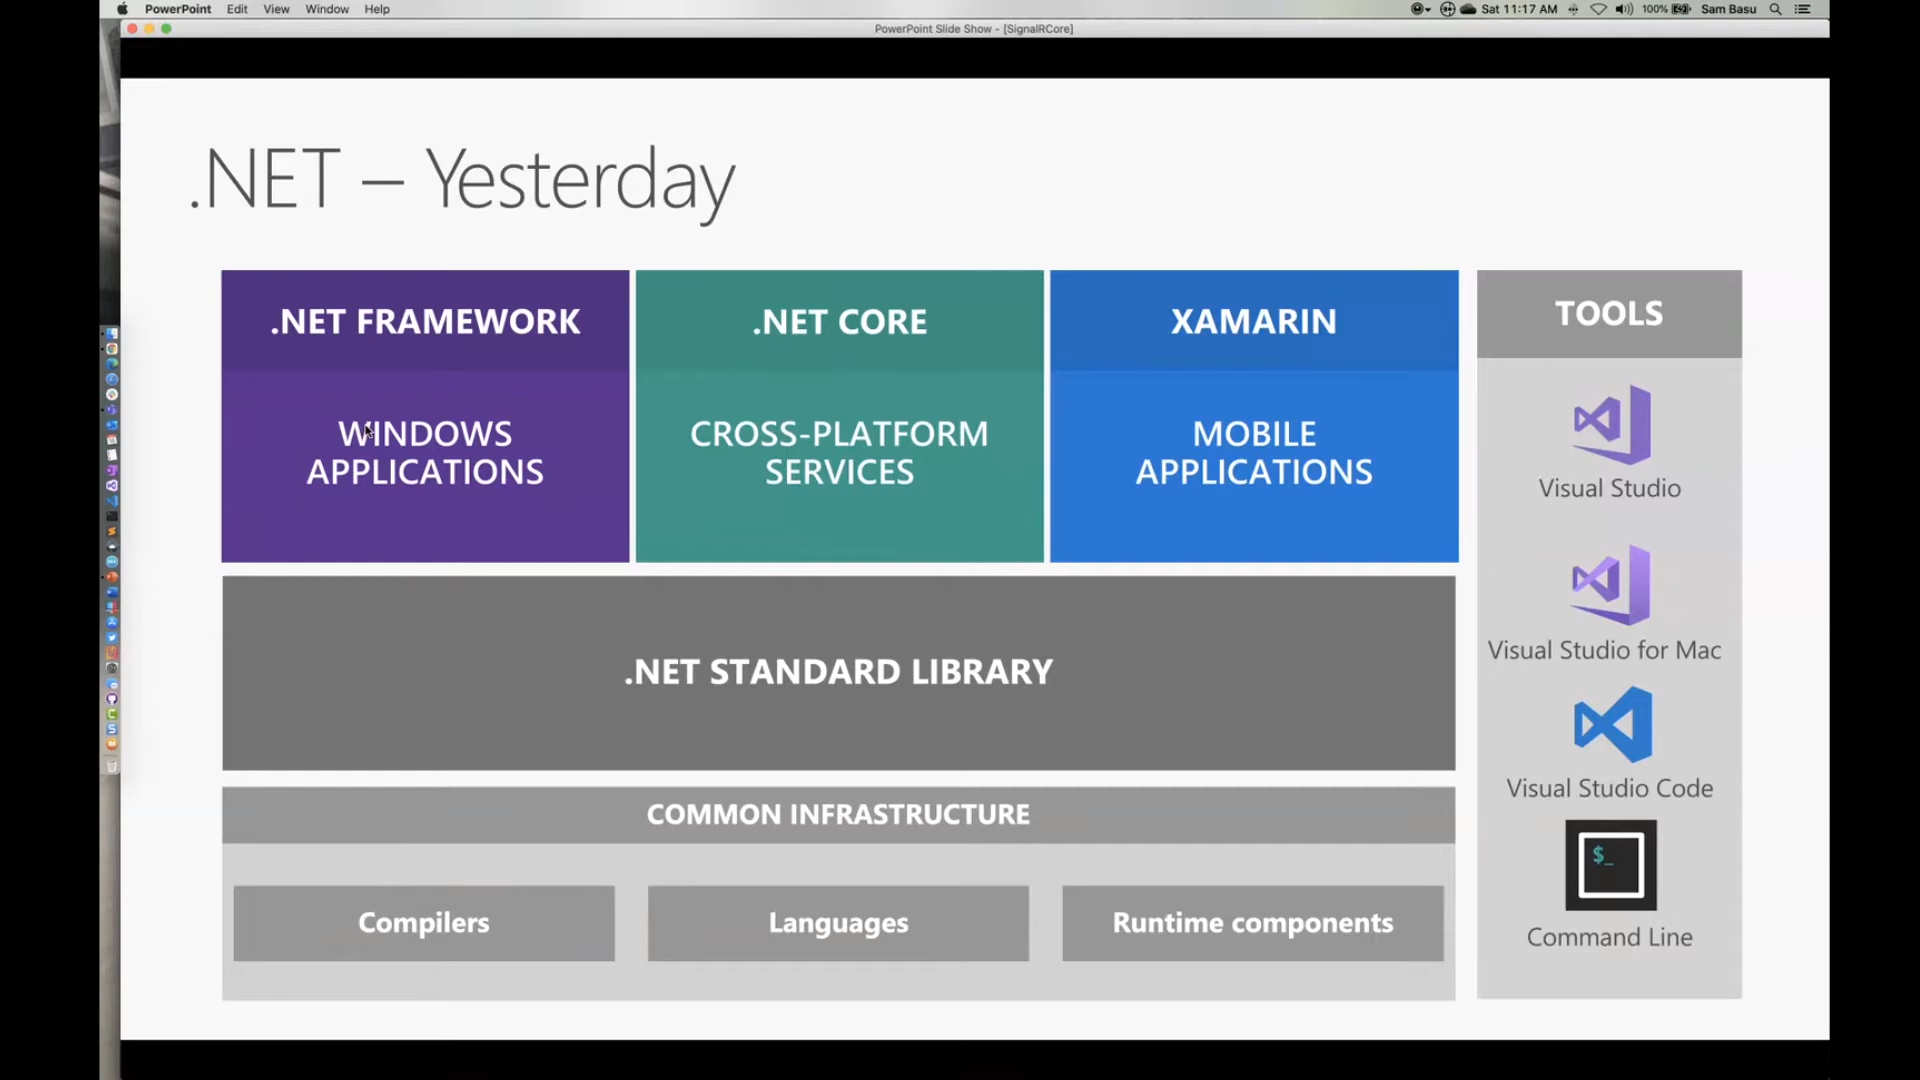 PowerPoint Edit View Window Help
Sat 11:17 AM 100% Sam Basu
PowerPoint Slide Show - [SignalRCore]
.NET – Yesterday
.NET FRAMEWORK
WINDOWS
APPLICATIONS
.NET CORE
CROSS-PLATFORM
SERVICES
XAMARIN
MOBILE
APPLICATIONS
.NET STANDARD LIBRARY
COMMON INFRASTRUCTURE
Compilers
Languages
Runtime components
TOOLS
Visual Studio
Visual Studio for Mac
Visual Studio Code
$_
Command Line